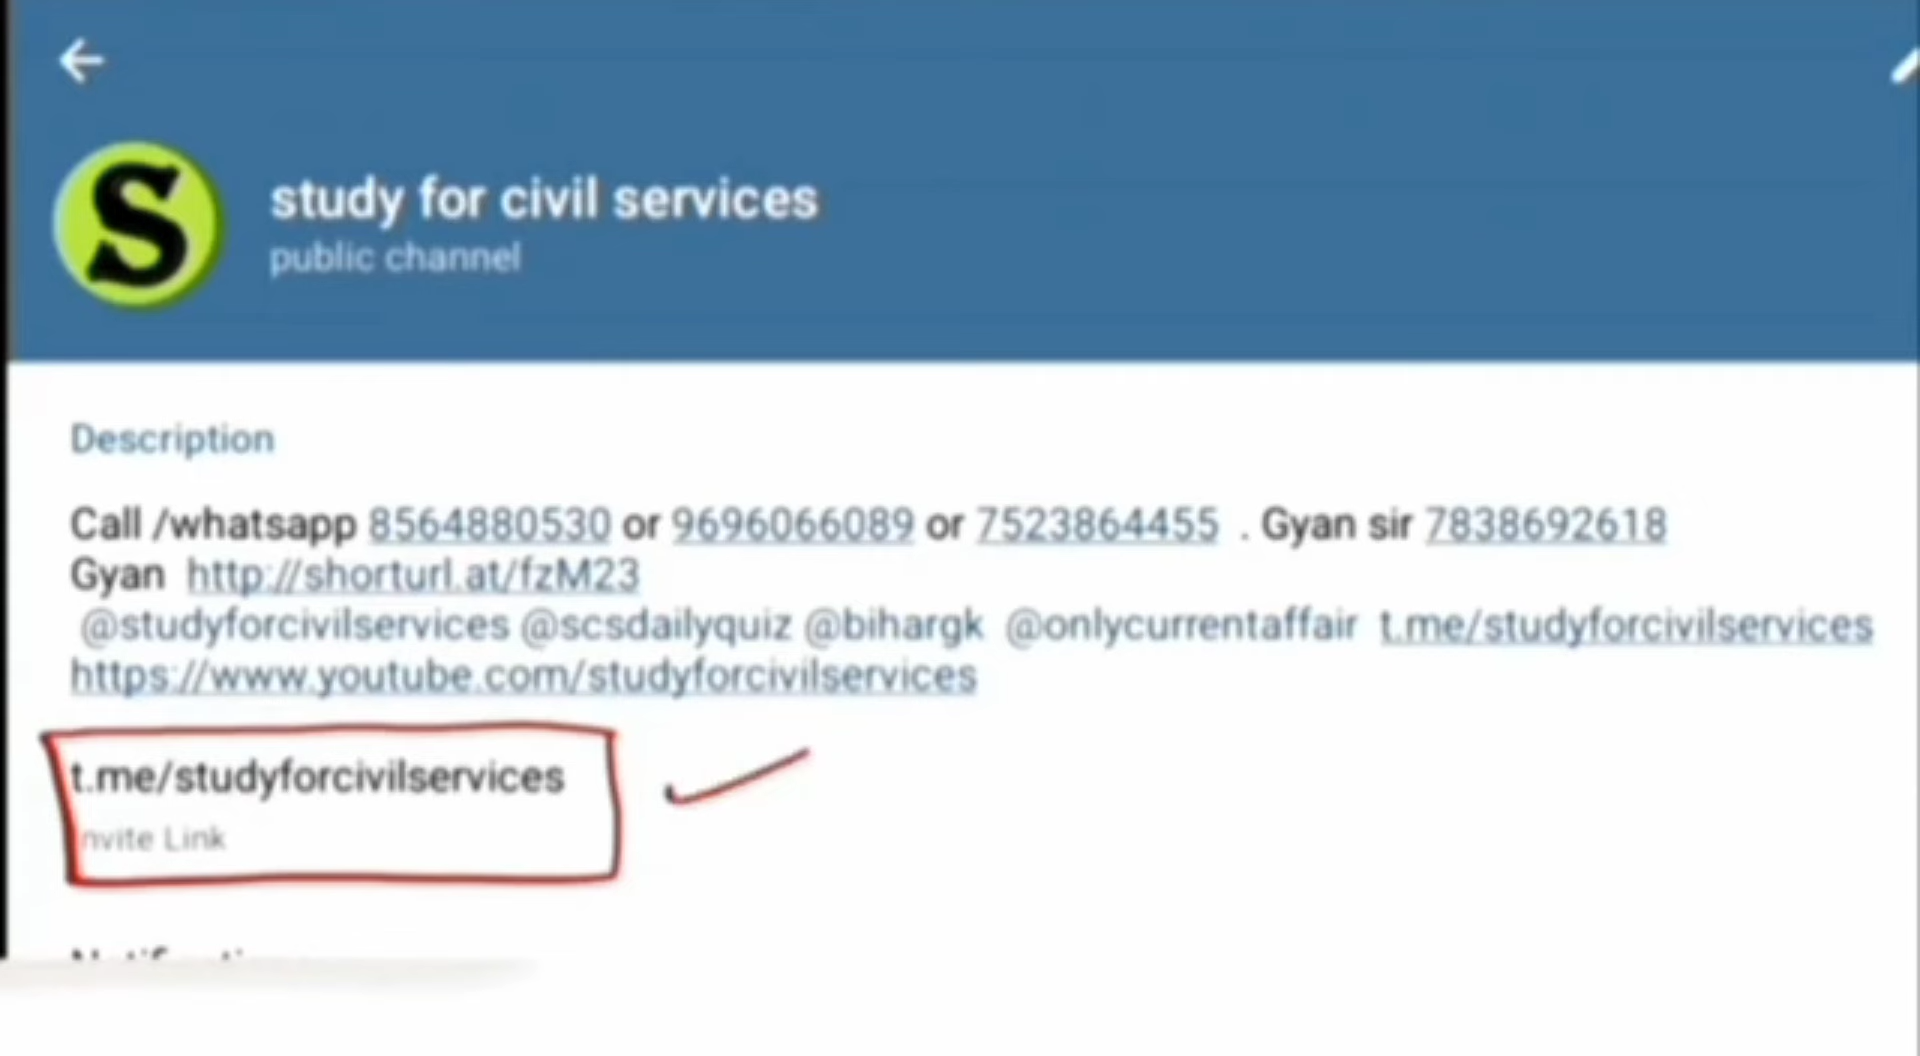 S
study for civil services
public channel
Description
Call /whatsapp 8564880530 or 9696066089 or 7523864455 . Gyan sir 7838692618
Gyan http://shorturl.at/fzM23
@studyforcivilservices @scsdailyquiz @bihargk @onlycurrentaffair t.me/studyforcivilservices
https://www.youtube.com/studyforcivilservices
t.me/studyforcivilservices
nvite Link